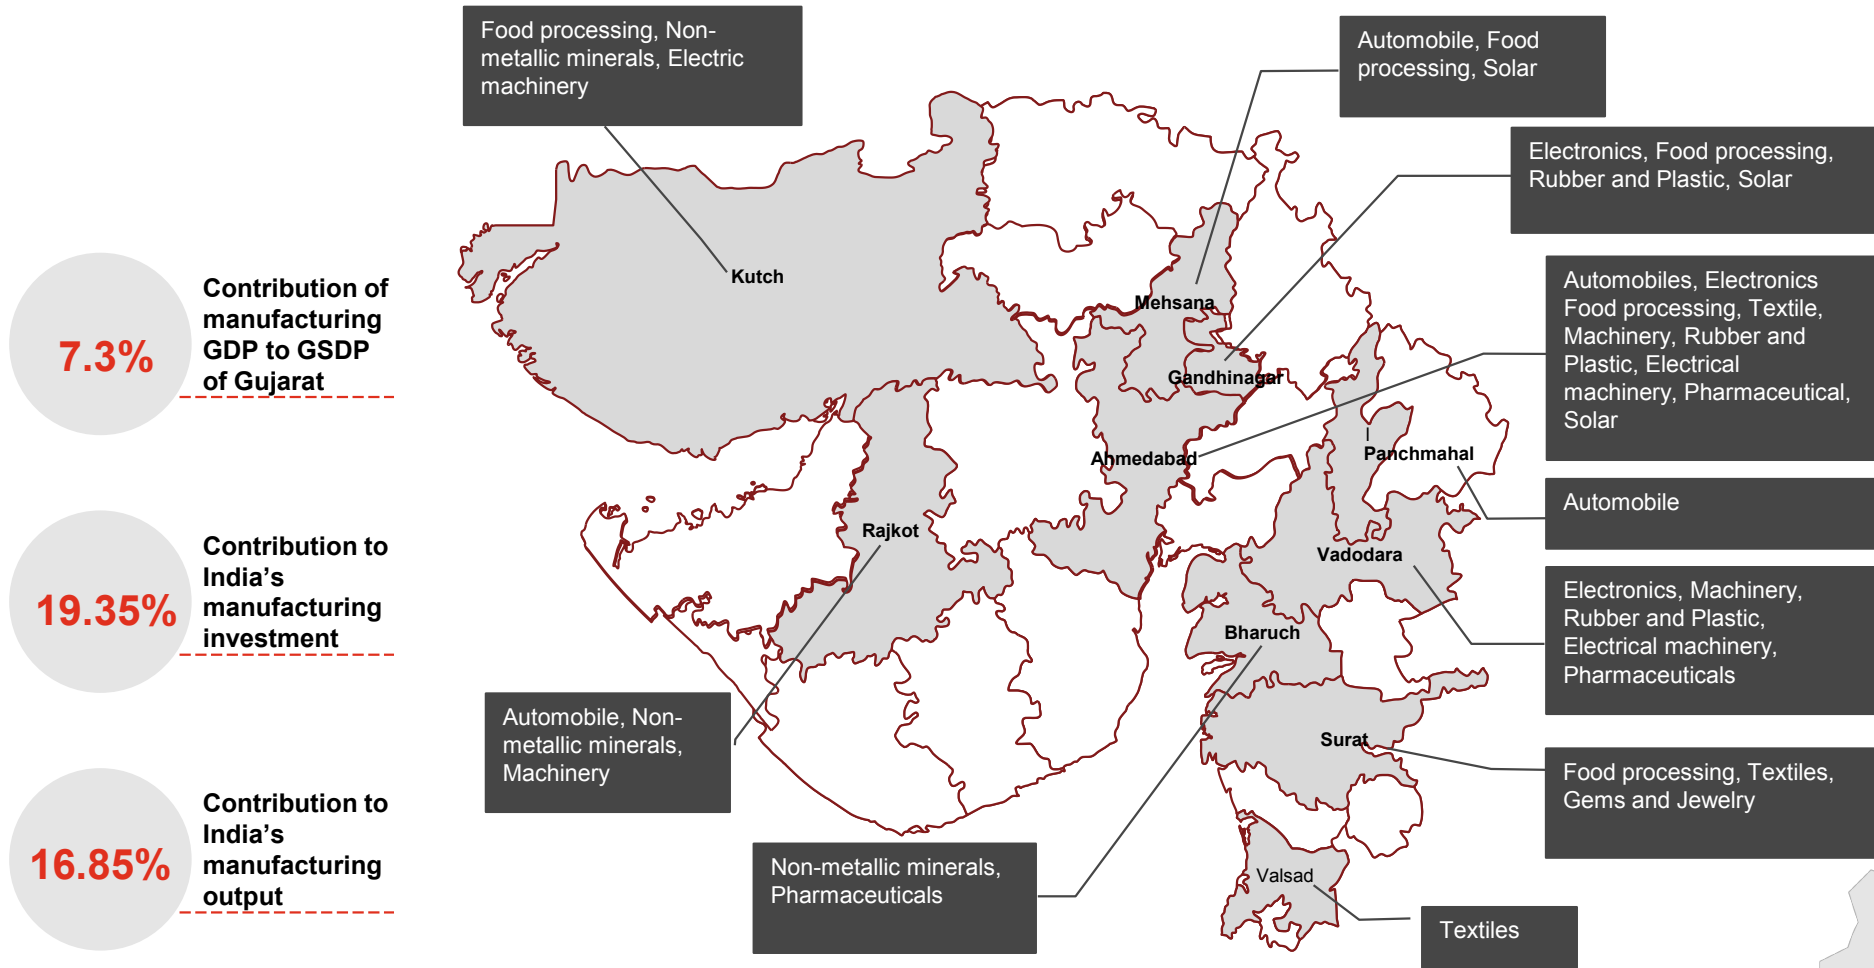 Food processing, Non-
metallic minerals, Electric
machinery
Automobile, Food
processing, Solar
Electronics, Food processing,
Rubber and Plastic, Solar
Automobiles, Electronics
Food processing, Textile,
Machinery, Rubber and
Plastic, Electrical
machinery, Pharmaceutical,
Solar
Automobile
Electronics, Machinery,
Rubber and Plastic,
Electrical machinery,
Pharmaceuticals
Food processing, Textiles,
Gems and Jewelry
Textiles
Non-metallic minerals,
Pharmaceuticals
Automobile, Non-
metallic minerals,
Machinery
Kutch
Mehsana
Gandhinagar
Ahmedabad
Panchmahal
Rajkot
Vadodara
Bharuch
Surat
Valsad
7.3%
Contribution of
manufacturing
GDP to GSDP
of Gujarat
19.35%
Contribution to
India’s
manufacturing
investment
16.85%
Contribution to
India’s
manufacturing
output